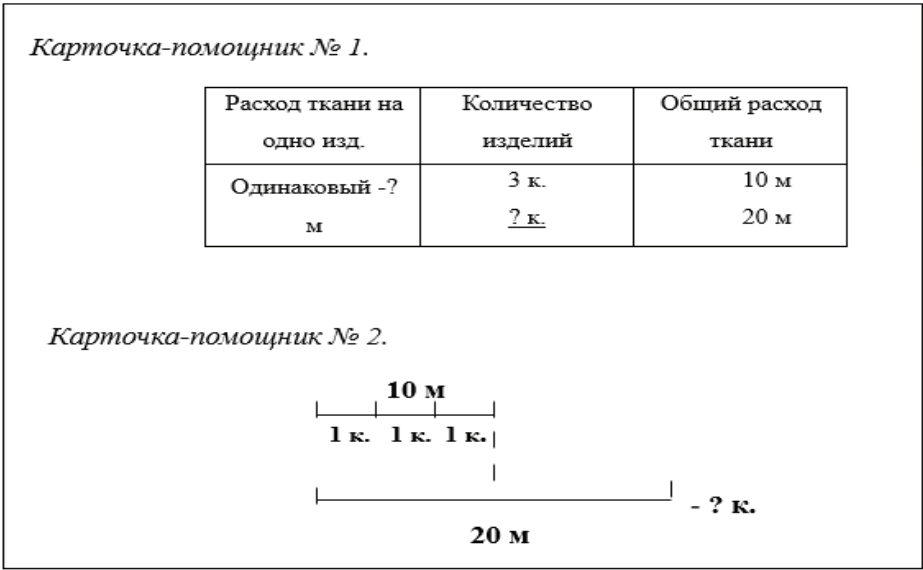 Карточка-помощник № 1.
Расход ткани на
одно изд.
Количество
изделий
Общий расход
ткани
Одинаковый -?
м
3 к.
? к.
10 м
20 м
Карточка-помощник № 2.
10 м
1 к. 1 к. 1 к.
- ? к.
20 м